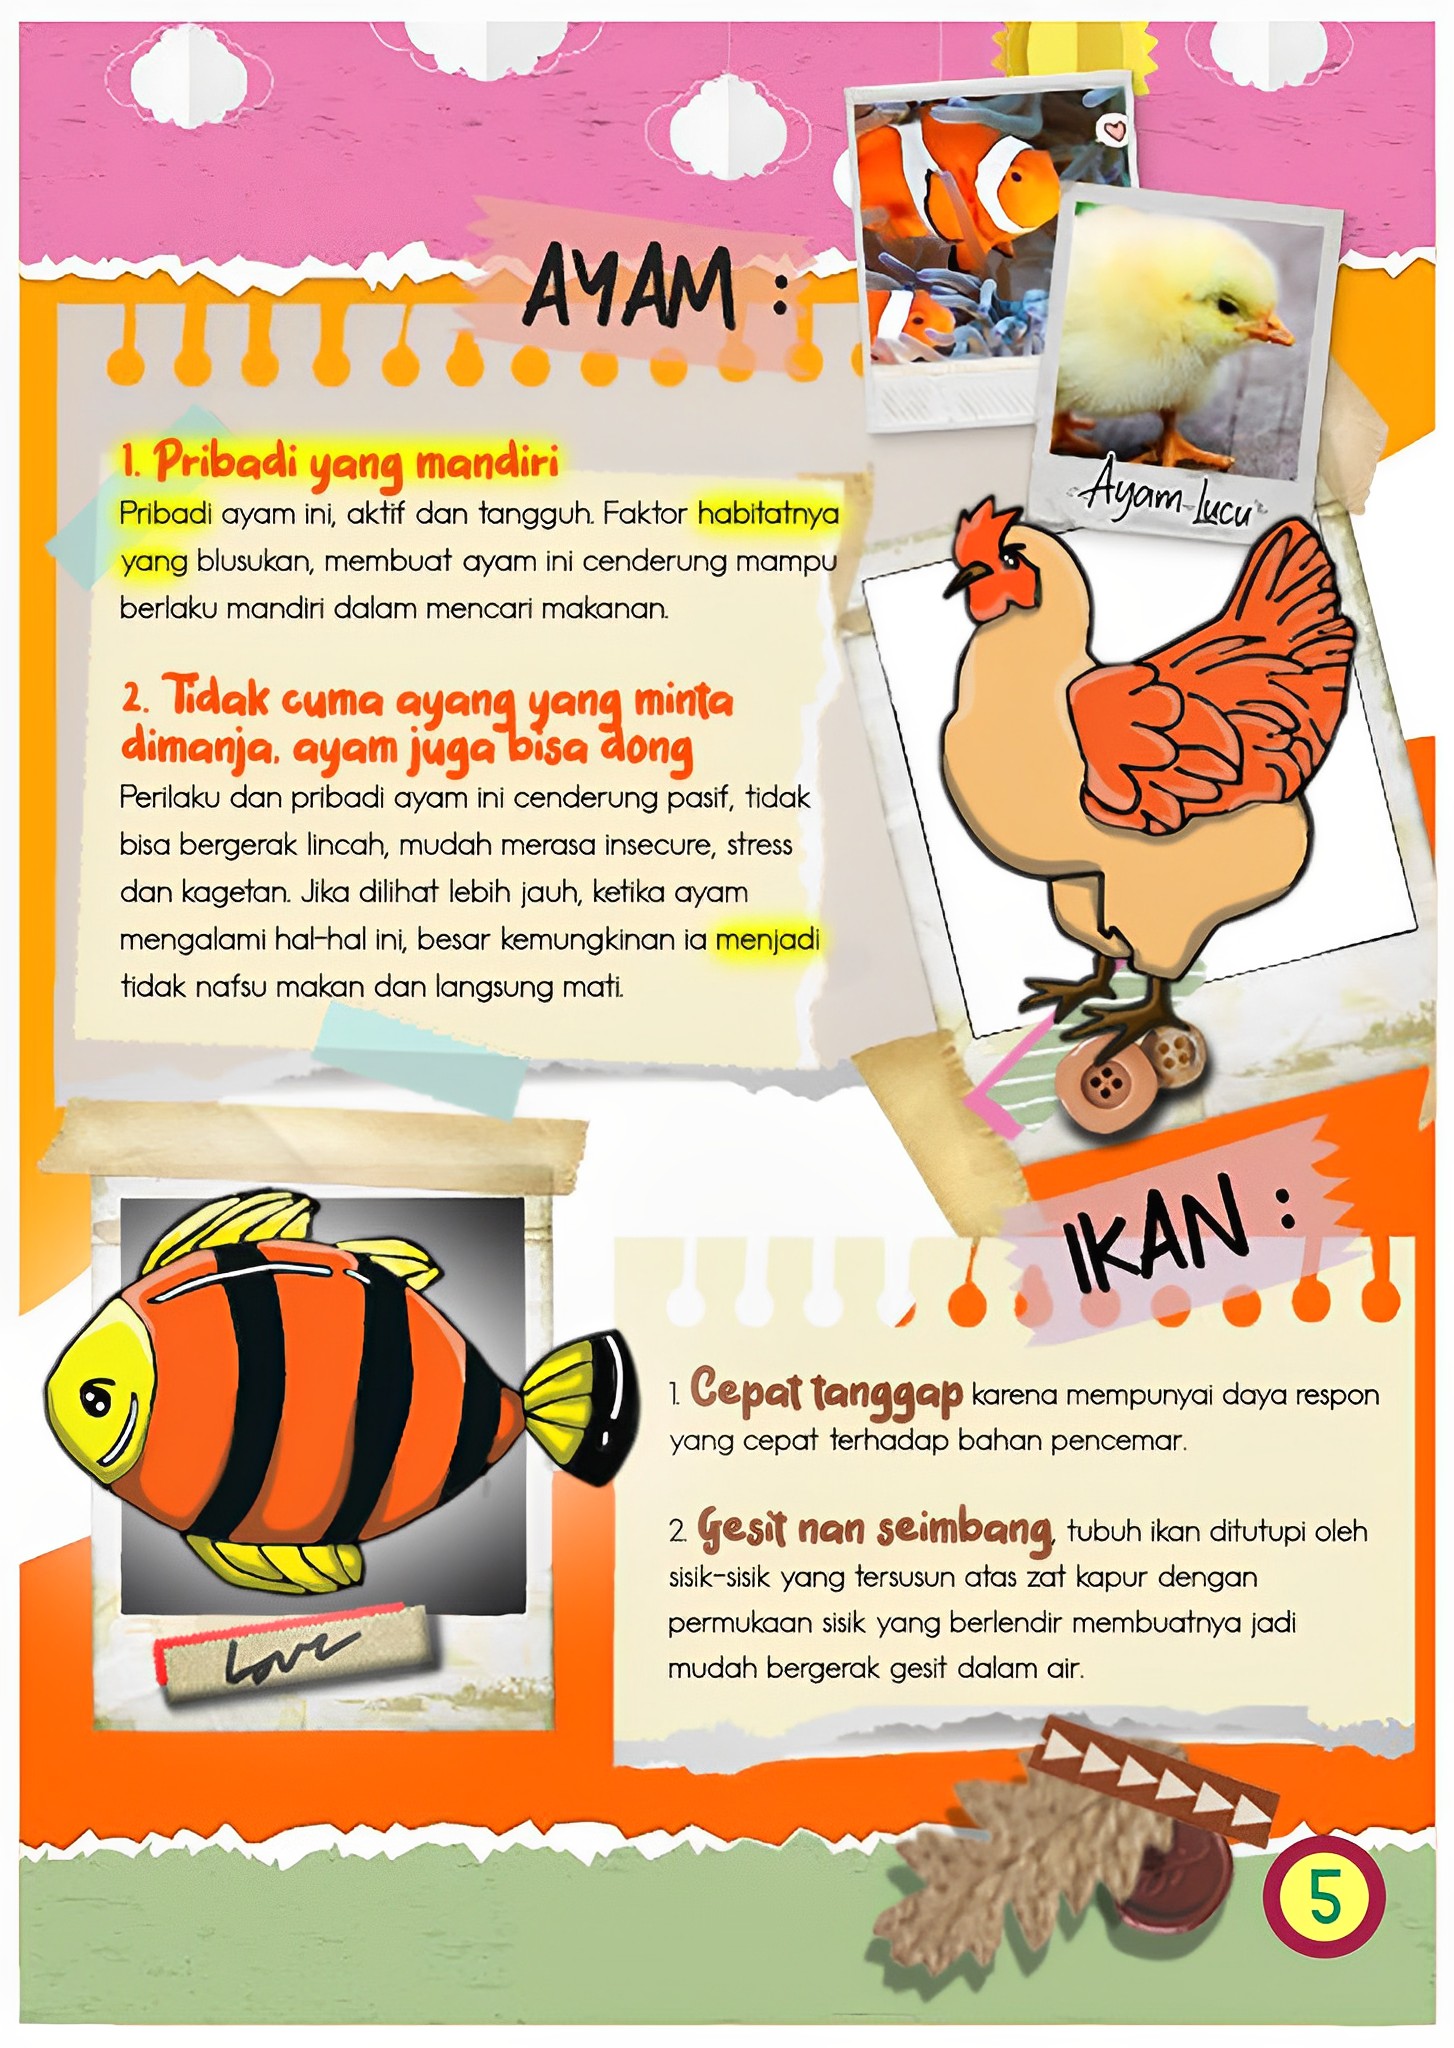 AYAM :
1. Pribadi yang mandiri
Pribadi ayam ini, aktif dan tangguh. Faktor habitatnya
yang blusukan, membuat ayam ini cenderung mampu
berlaku mandiri dalam mencari makanan.
2. Tidak cuma ayang yang minta
dimanja, ayam juga bisa dong
Perilaku dan pribadi ayam ini cenderung pasif, tidak
bisa bergerak lincah, mudah merasa insecure, stress
dan kagetan. Jika dilihat lebih jauh, ketika ayam
mengalami hal-hal ini, besar kemungkinan ia menjadi
tidak nafsu makan dan langsung mati.
Ayam Lucu
IKAN :
1. Cepat tanggap karena mempunyai daya respon
yang cepat terhadap bahan pencemar.
2. Gesit nan seimbang, tubuh ikan ditutupi oleh
sisik-sisik yang tersusun atas zat kapur dengan
permukaan sisik yang berlendir membuatnya jadi
mudah bergerak gesit dalam air.
Love
5